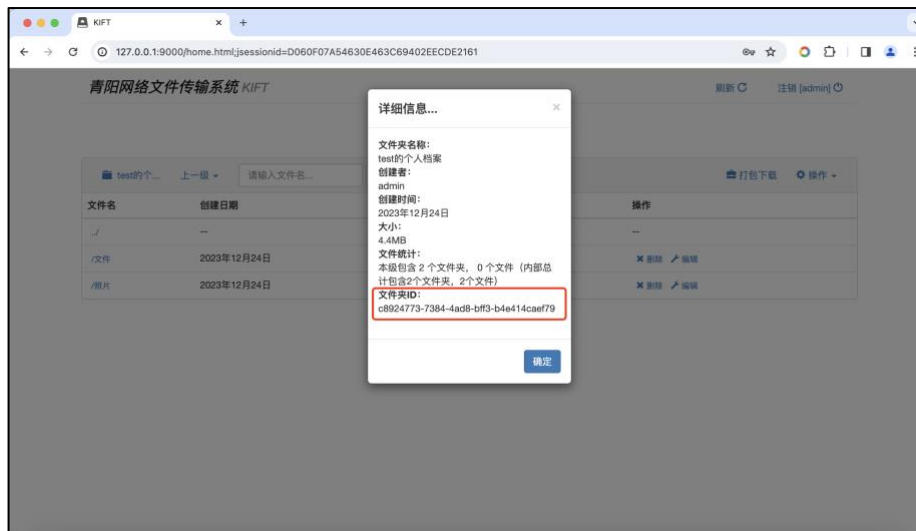 KIFT
127.0.0.1:9000/home.html;jsessionid=D060F07A54630E463C69402EECDE2161
青阳网络文件传输系统 KIFT
刷新
注销 [admin]
详细信息...
×
文件夹名称：
test的个人档案
创建者：
admin
创建时间：
2023年12月24日
大小：
4.4MB
文件统计：
本级包含 2 个文件夹， 0 个文件（内部总
计包含2个文件夹，2个文件）
文件夹ID：
c8924773-7384-4ad8-bff3-b4e414caef79
确定
test的个... 上一级 请输入文件名... 打包下载 操作
文件名 创建日期 操作
../ -- --
/文件 2023年12月24日 删除 编辑
/照片 2023年12月24日 删除 编辑